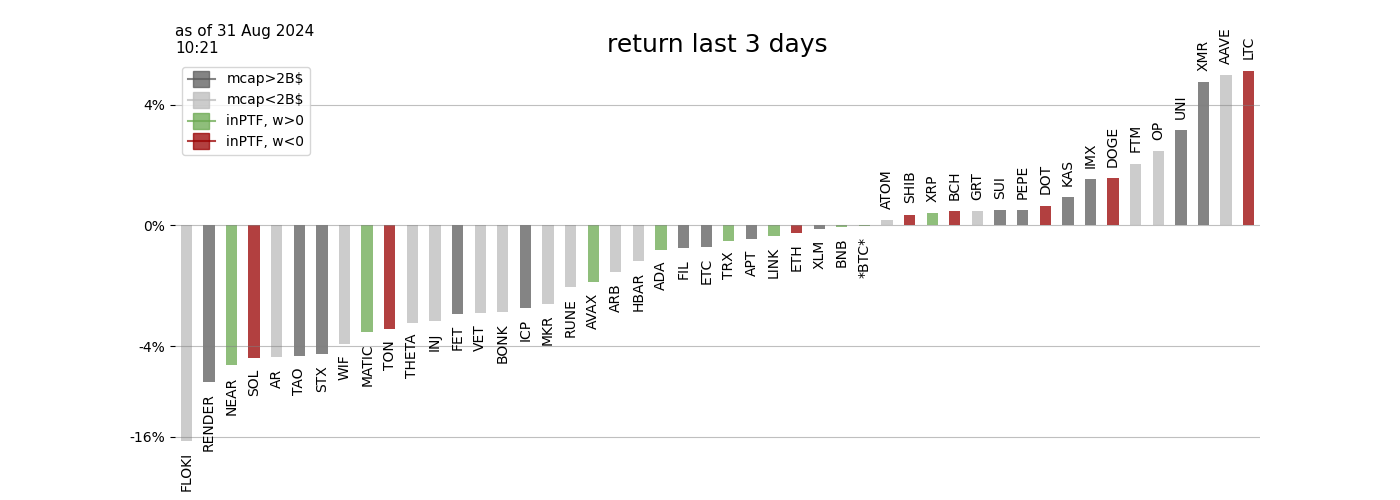 as of 31 Aug 2024
10:21
return last 3 days
mcap>2B$
mcap<2B$
inPTF, w>0
inPTF, w<0
4%
0%
-4%
-16%
FLOKI
RENDER
NEAR
SOL
AR
TAO
STX
WIF
MATIC
TON
THETA
INJ
FET
VET
BONK
ICP
MKR
RUNE
AVAX
ARB
HBAR
ADA
FIL
ETC
TRX
APT
LINK
ETH
XLM
BNB
*BTC*
ATOM
SHIB
XRP
BCH
GRT
SUI
PEPE
DOT
KAS
IMX
DOGE
FTM
OP
UNI
XMR
AAVE
LTC